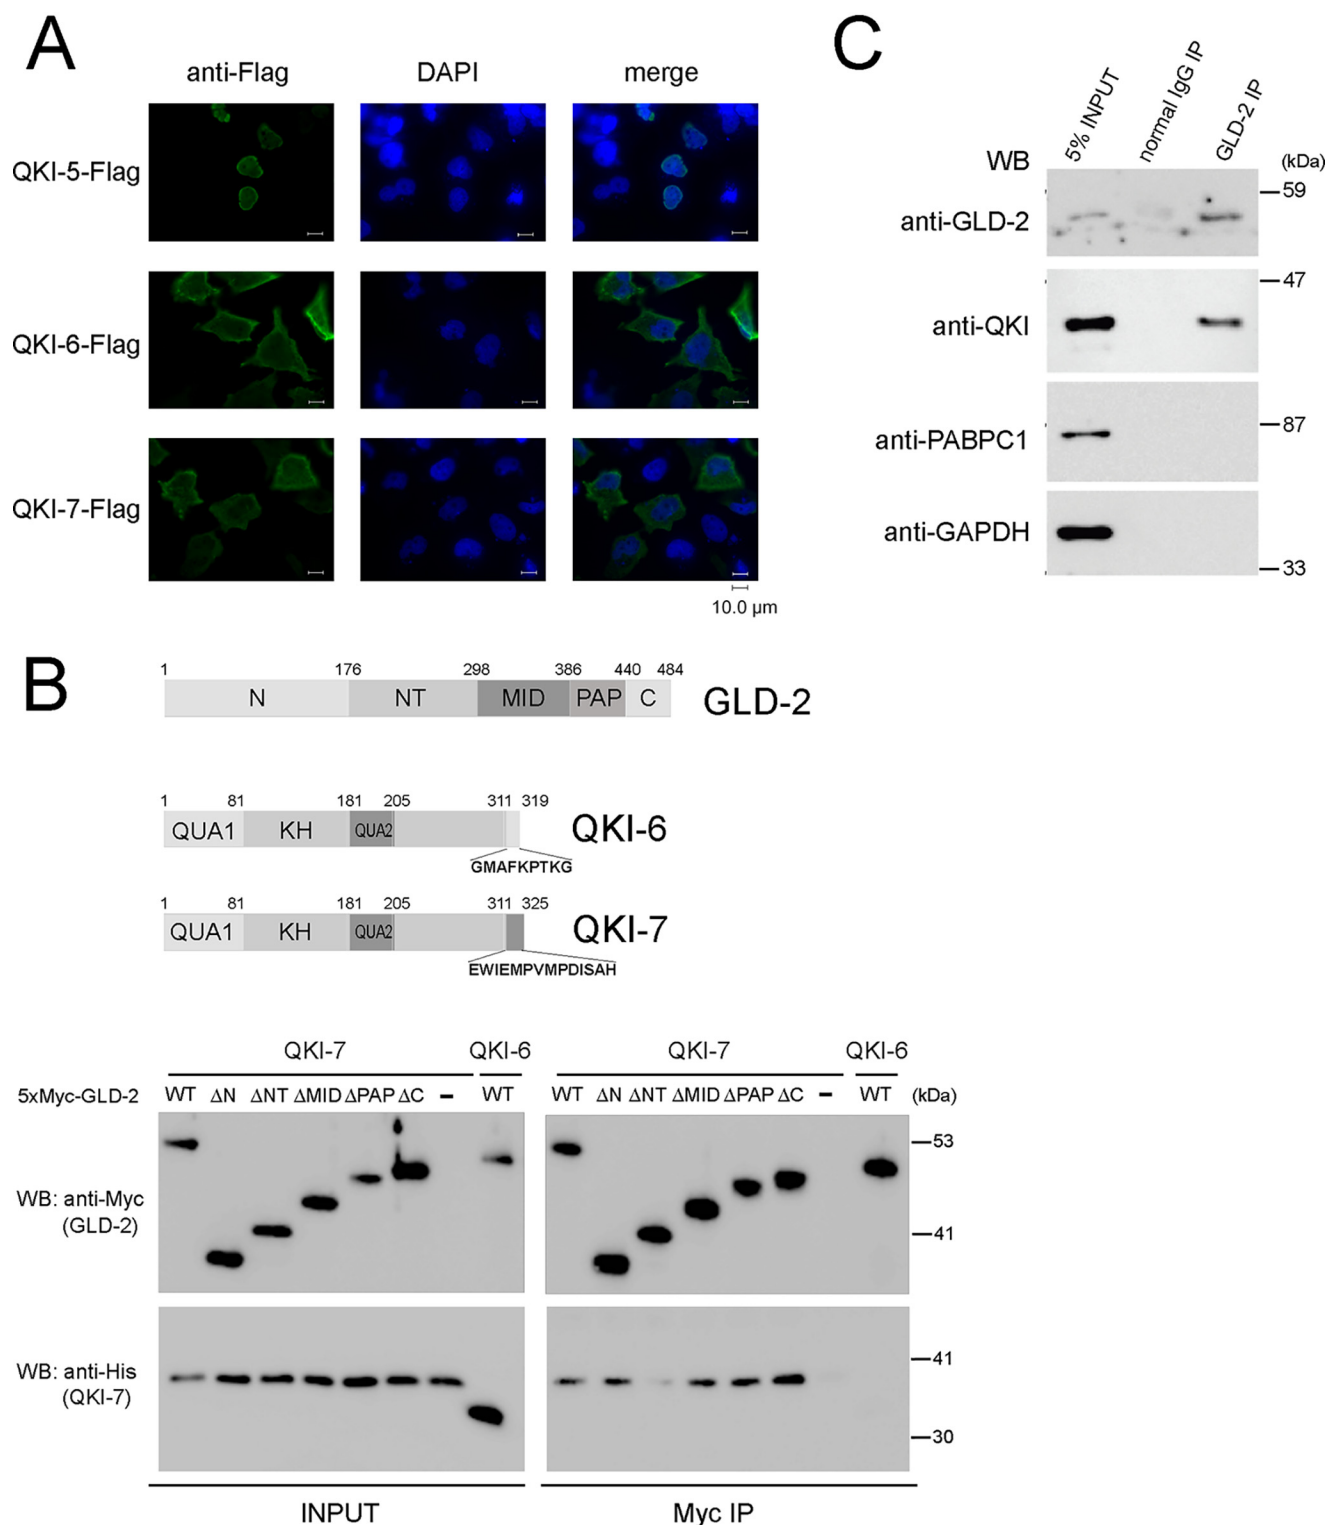 A
anti-Flag DAPI merge
QKI-5-Flag
QKI-6-Flag
QKI-7-Flag
10.0 µm
C
5% INPUT normal IgG IP GLD-2 IP
WB (kDa)
anti-GLD-2 59
anti-QKI 47
anti-PABPC1 87
anti-GAPDH 33
B
1 176 298 386 440 484
N NT MID PAP C GLD-2
1 81 181 205 311 319
QUA1 KH QUA2 QKI-6
GMAFKPTKG
1 81 181 205 311 325
QUA1 KH QUA2 QKI-7
EWIEMPVMPDISAH
QKI-7 QKI-6 QKI-7 QKI-6
5xMyc-GLD-2 WT ΔN ΔNT ΔMID ΔPAP ΔC – WT WT ΔN ΔNT ΔMID ΔPAP ΔC – WT (kDa)
53
WB: anti-Myc
(GLD-2)
41
41
WB: anti-His
(QKI-7)
30
INPUT Myc IP